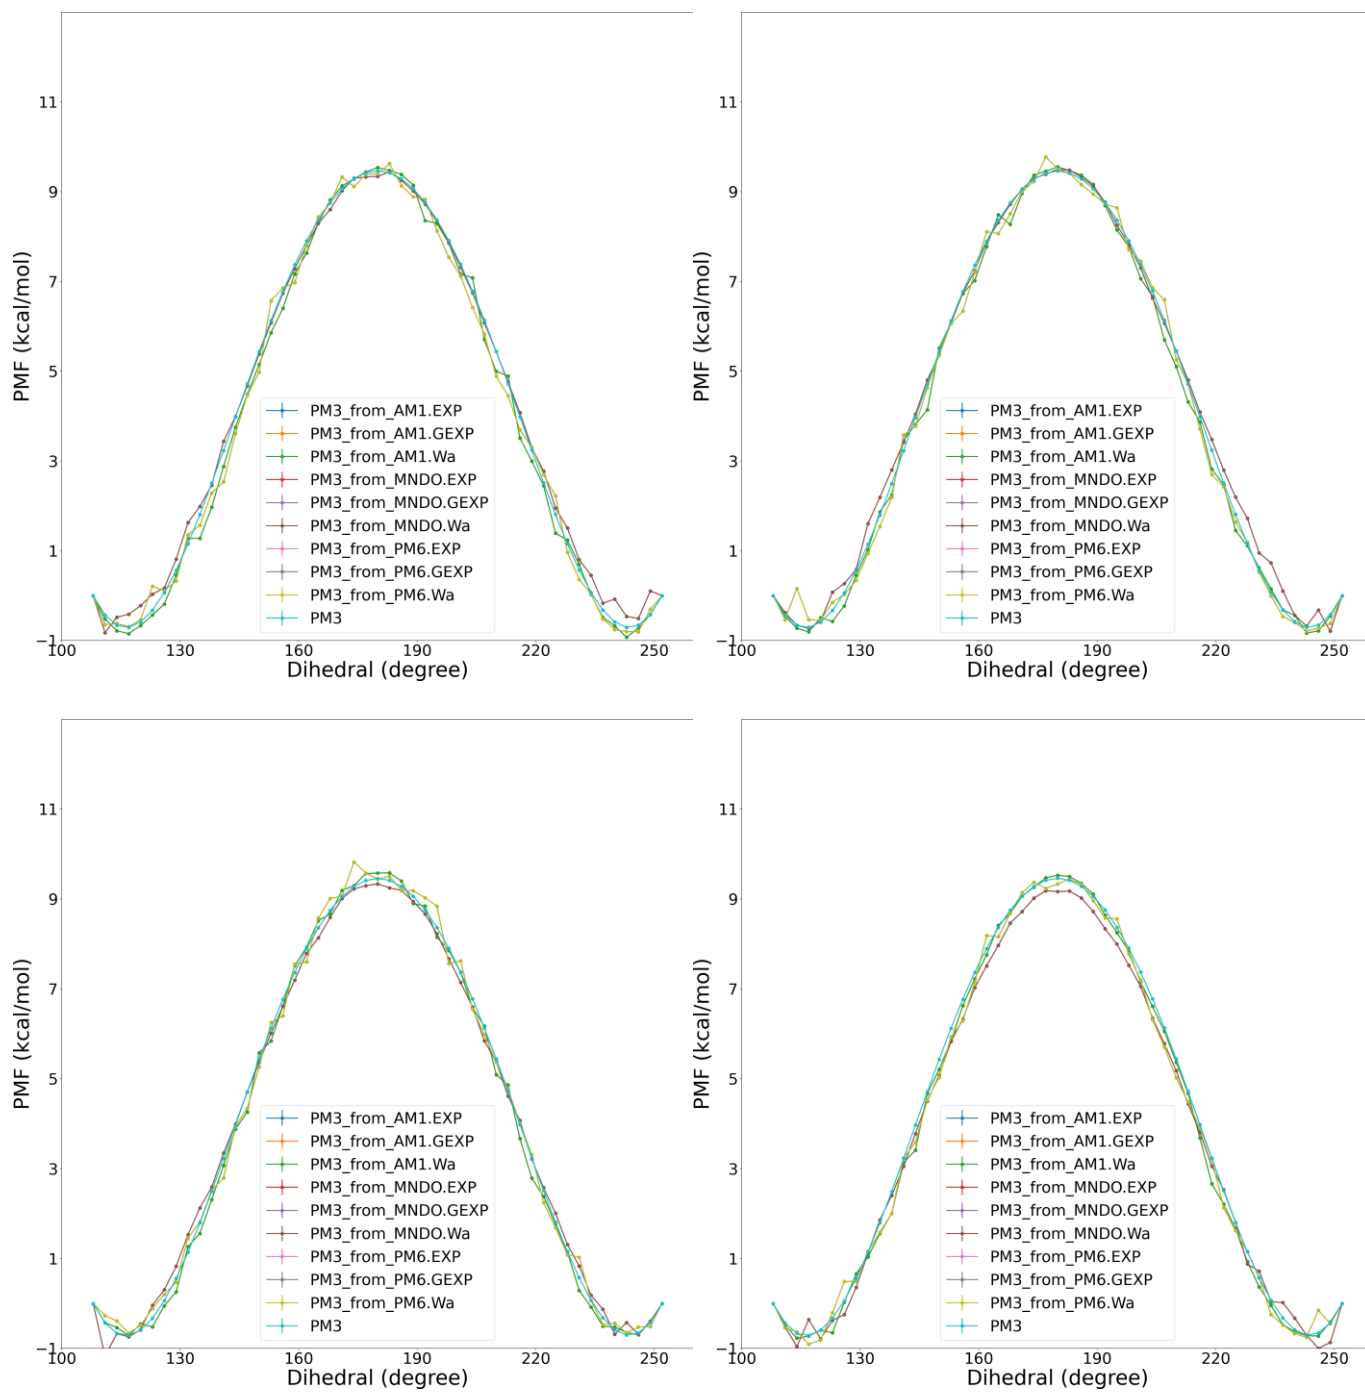 11
9
7
5
3
1
−1
PMF (kcal/mol)
PM3_from_AM1.EXP
PM3_from_AM1.GEXP
PM3_from_AM1.Wa
PM3_from_MNDO.EXP
PM3_from_MNDO.GEXP
PM3_from_MNDO.Wa
PM3_from_PM6.EXP
PM3_from_PM6.GEXP
PM3_from_PM6.Wa
PM3
100 130 160 190 220 250
Dihedral (degree)
11
9
7
5
3
1
−1
PMF (kcal/mol)
PM3_from_AM1.EXP
PM3_from_AM1.GEXP
PM3_from_AM1.Wa
PM3_from_MNDO.EXP
PM3_from_MNDO.GEXP
PM3_from_MNDO.Wa
PM3_from_PM6.EXP
PM3_from_PM6.GEXP
PM3_from_PM6.Wa
PM3
100 130 160 190 220 250
Dihedral (degree)
11
9
7
5
3
1
−1
PMF (kcal/mol)
PM3_from_AM1.EXP
PM3_from_AM1.GEXP
PM3_from_AM1.Wa
PM3_from_MNDO.EXP
PM3_from_MNDO.GEXP
PM3_from_MNDO.Wa
PM3_from_PM6.EXP
PM3_from_PM6.GEXP
PM3_from_PM6.Wa
PM3
100 130 160 190 220 250
Dihedral (degree)
11
9
7
5
3
1
−1
PMF (kcal/mol)
PM3_from_AM1.EXP
PM3_from_AM1.GEXP
PM3_from_AM1.Wa
PM3_from_MNDO.EXP
PM3_from_MNDO.GEXP
PM3_from_MNDO.Wa
PM3_from_PM6.EXP
PM3_from_PM6.GEXP
PM3_from_PM6.Wa
PM3
100 130 160 190 220 250
Dihedral (degree)